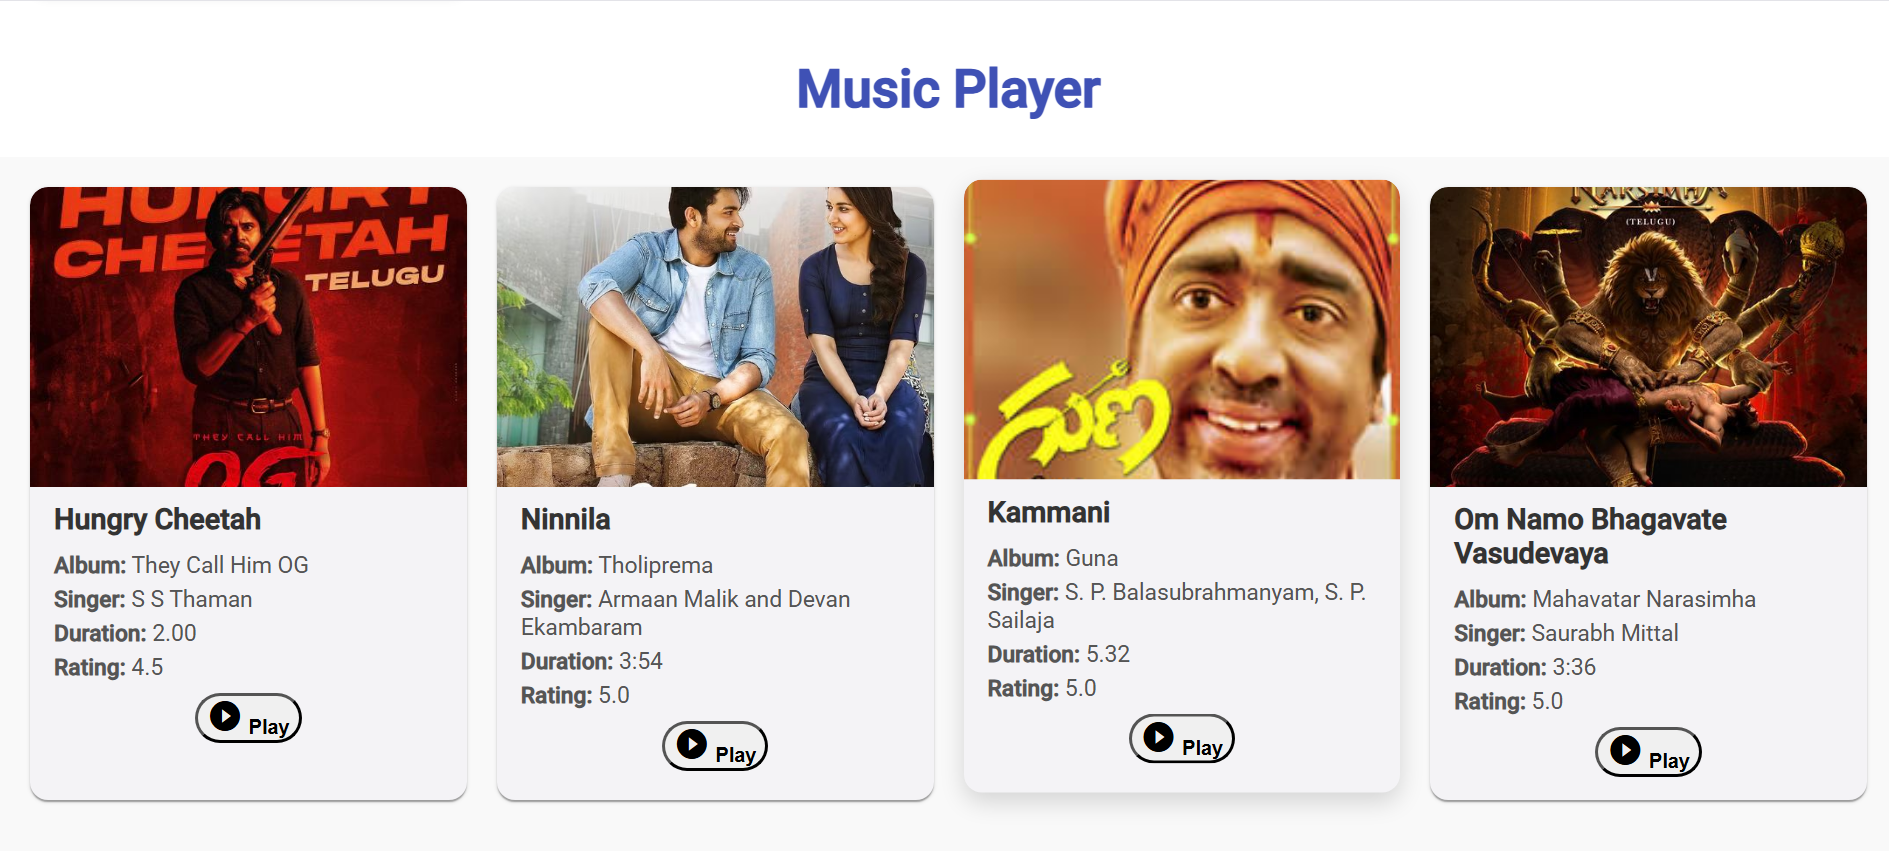 Music Player
HUNGRY
CHEETAH
TELUGU
THEY CALL HIM
OG
Hungry Cheetah
Album: They Call Him OG
Singer: S S Thaman
Duration: 2.00
Rating: 4.5
Play
Ninnila
Album: Tholiprema
Singer: Armaan Malik and Devan
Ekambaram
Duration: 3:54
Rating: 5.0
Play
గుణ
Kammani
Album: Guna
Singer: S. P. Balasubrahmanyam, S. P.
Sailaja
Duration: 5.32
Rating: 5.0
Play
(TELUGU)
Om Namo Bhagavate
Vasudevaya
Album: Mahavatar Narasimha
Singer: Saurabh Mittal
Duration: 3:36
Rating: 5.0
Play